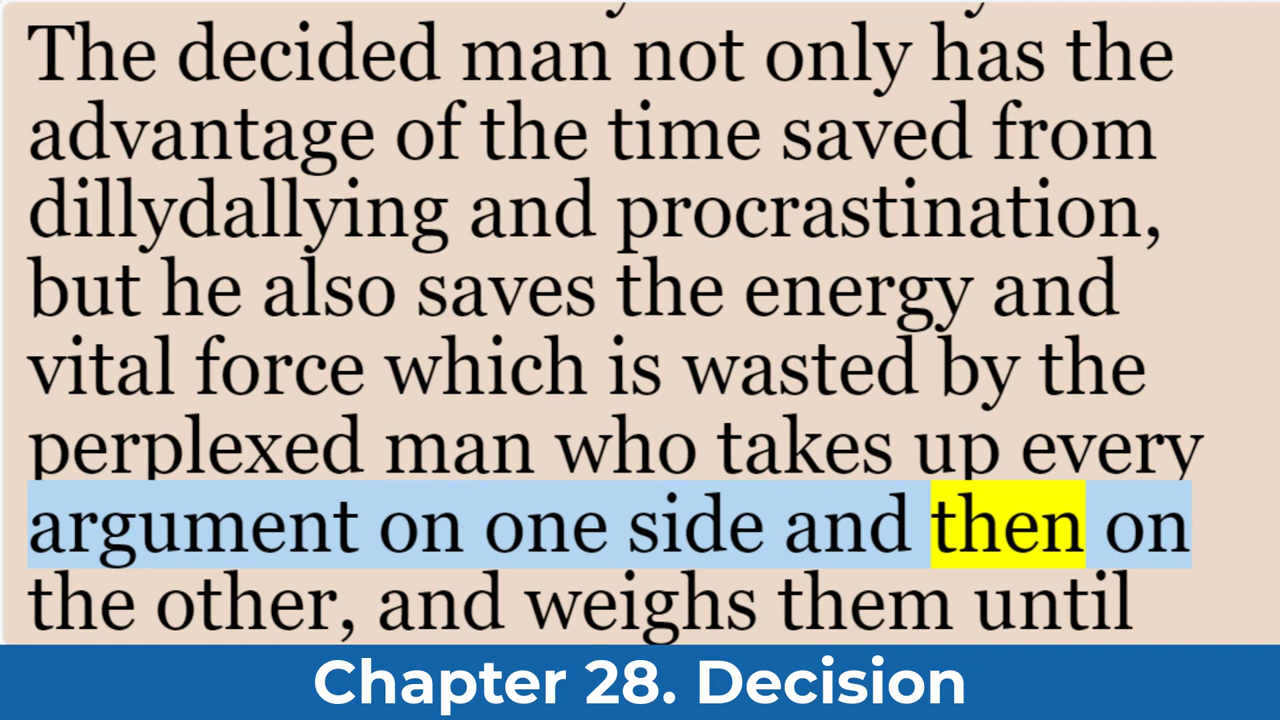 The decided man not only has the
advantage of the time saved from
dillydallying and procrastination,
but he also saves the energy and
vital force which is wasted by the
perplexed man who takes up every
argument on one side and then on
the other, and weighs them until
Chapter 28. Decision